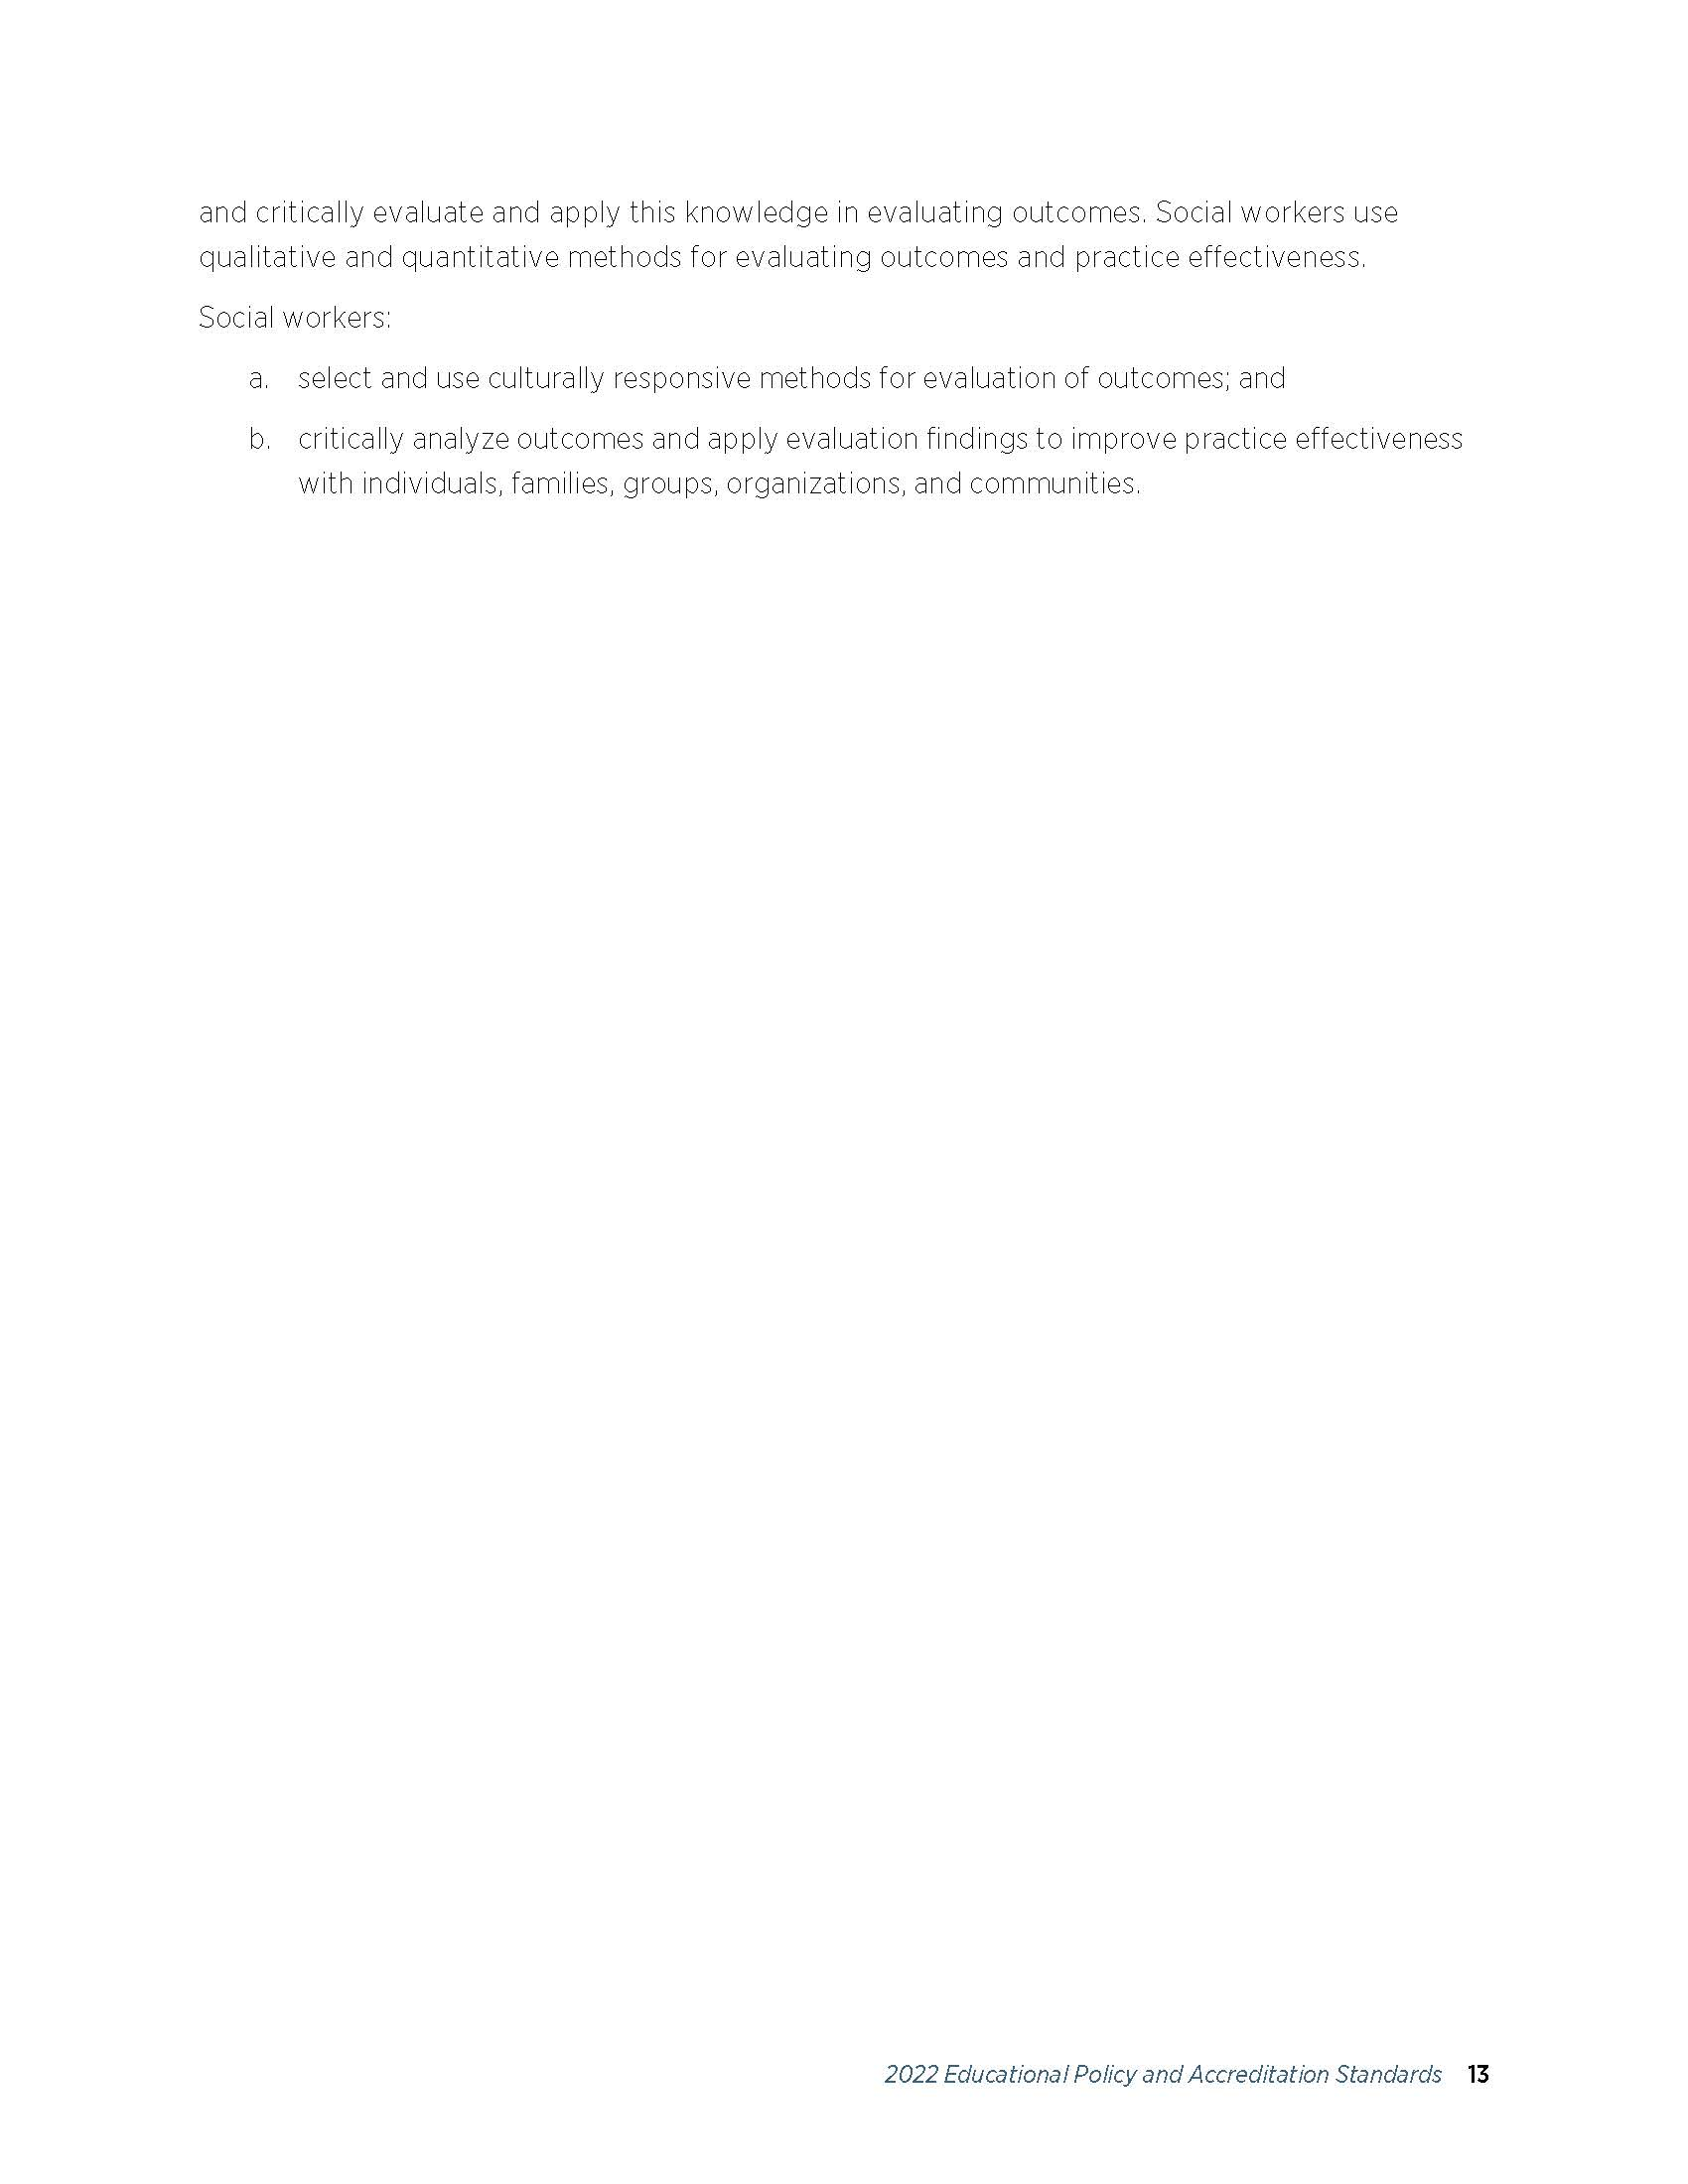 and critically evaluate and apply this knowledge in evaluating outcomes. Social workers use
qualitative and quantitative methods for evaluating outcomes and practice effectiveness.
Social workers:
a. select and use culturally responsive methods for evaluation of outcomes; and
b. critically analyze outcomes and apply evaluation findings to improve practice effectiveness
with individuals, families, groups, organizations, and communities.
2022 Educational Policy and Accreditation Standards 13